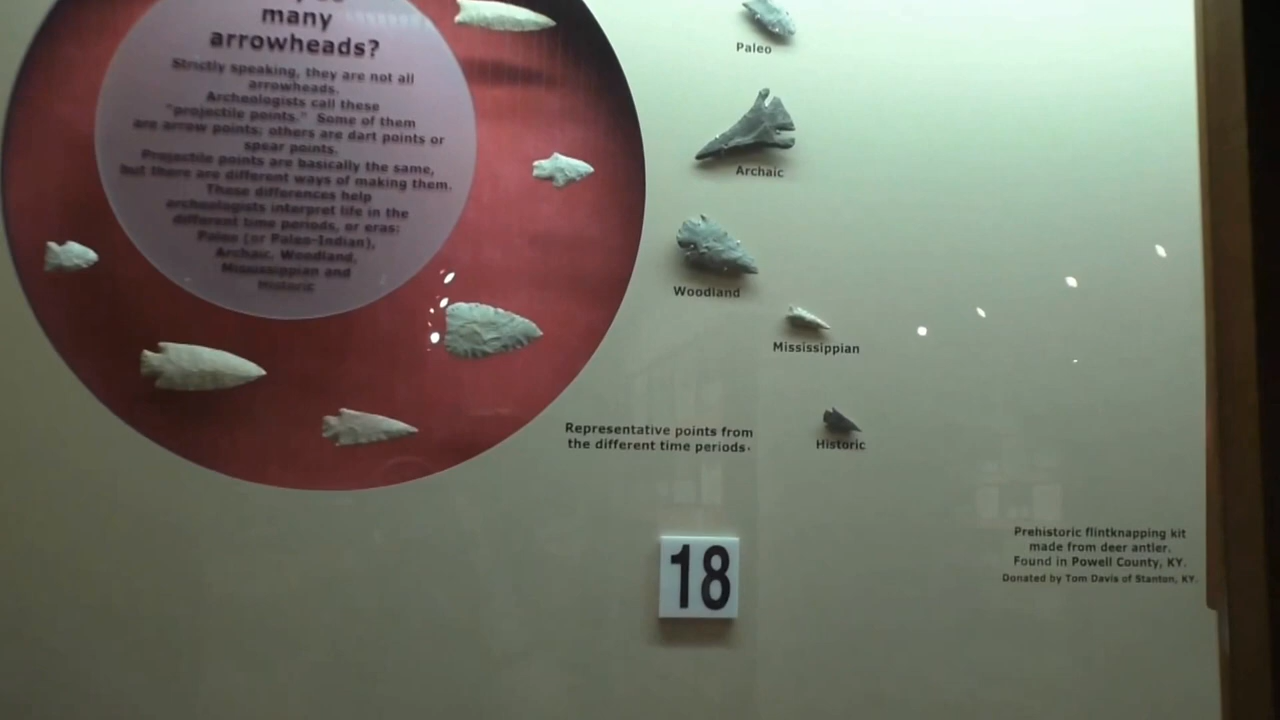 many
arrowheads?
Strictly speaking, they are not all
arrowheads.
Archeologists call these
"projectile points." Some of them
are arrow points; others are dart points or
spear points.
Projectile points are basically the same,
but there are different ways of making them.
These differences help
archeologists interpret life in the
different time periods, or eras:
Paleo (or Paleo-Indian),
Archaic, Woodland,
Mississippian and
Historic
Paleo
Archaic
Woodland
Mississippian
Historic
Representative points from
the different time periods.
18
Prehistoric flintknapping kit
made from deer antler.
Found in Powell County, KY.
Donated by Tom Davis of Stanton, KY.